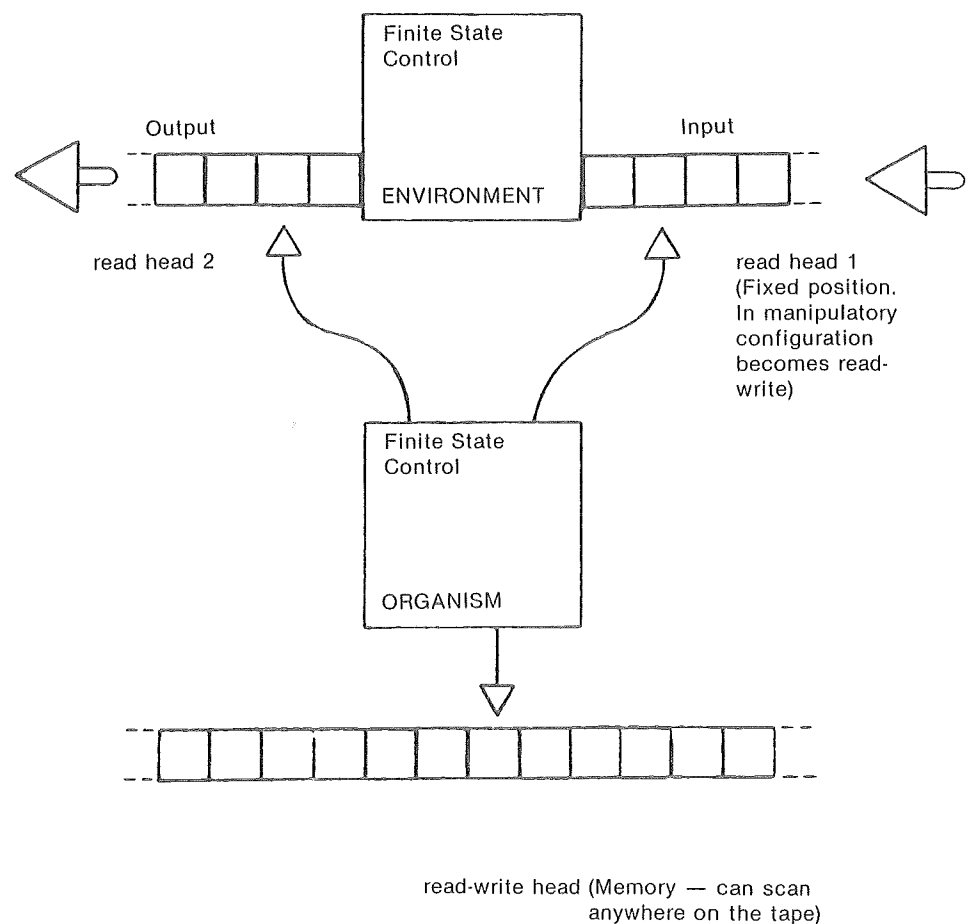 Finite State
Control
Output
Input
ENVIRONMENT
read head 2
read head 1
(Fixed position.
In manipulatory
configuration
becomes read-
write)
Finite State
Control
ORGANISM
read-write head (Memory — can scan
anywhere on the tape)